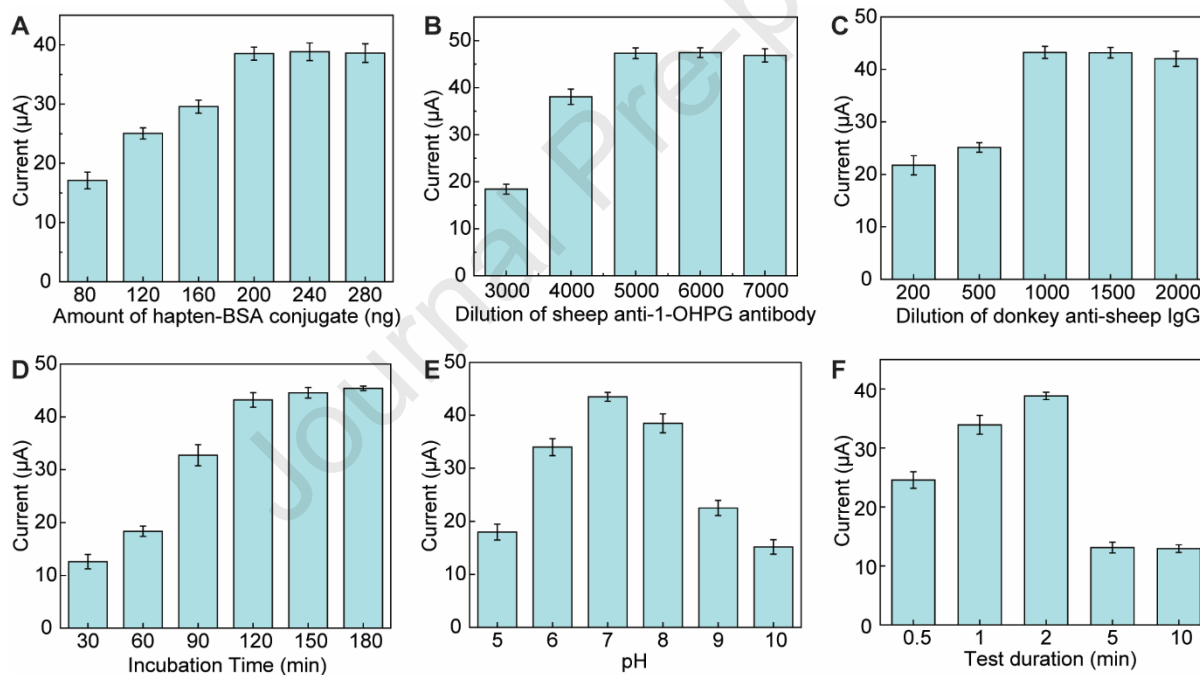 A
Current (µA)
40
30
20
10
0
80 120 160 200 240 280
Amount of hapten-BSA conjugate (ng)
B
Current (µA)
50
40
30
20
10
0
3000 4000 5000 6000 7000
Dilution of sheep anti-1-OHPG antibody
C
Current (µA)
50
40
30
20
10
0
200 500 1000 1500 2000
Dilution of donkey anti-sheep IgG
D
Current (µA)
50
40
30
20
10
0
30 60 90 120 150 180
Incubation Time (min)
E
Current (µA)
50
40
30
20
10
0
5 6 7 8 9 10
pH
F
Current (µA)
40
30
20
10
0
0.5 1 2 5 10
Test duration (min)
Journal Pre-p